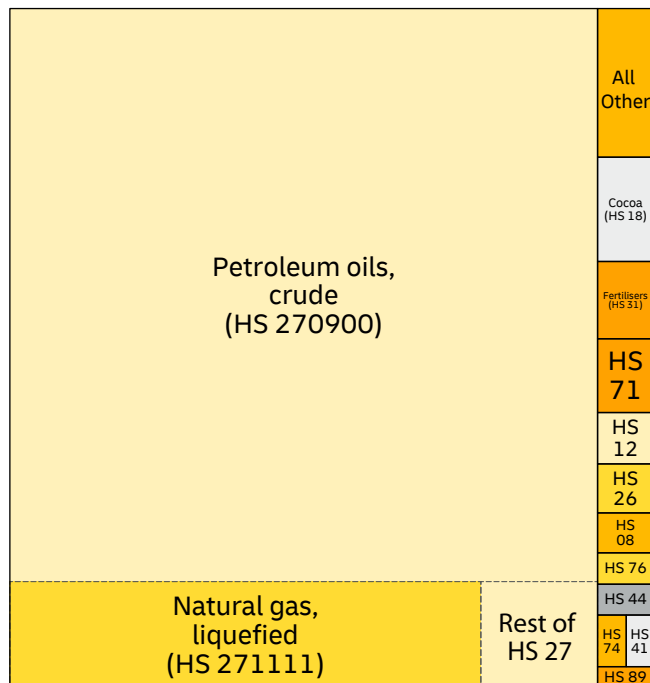 All
Other
Cocoa
(HS 18)
Petroleum oils,
crude
(HS 270900)
Fertilisers
(HS 31)
HS
71
HS
12
HS
26
HS
08
HS 76
HS 44
Natural gas,
liquefied
(HS 271111)
Rest of
HS 27
HS
74
HS
41
HS 89